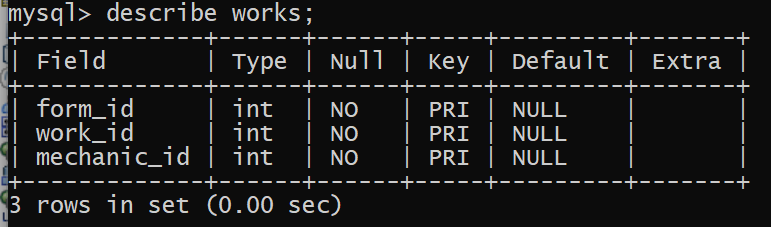 mysql> describe works;
+-------------+------+------+-----+---------+-------+
| Field       | Type | Null | Key | Default | Extra |
+-------------+------+------+-----+---------+-------+
| form_id     | int  | NO   | PRI | NULL    |       |
| work_id     | int  | NO   | PRI | NULL    |       |
| mechanic_id | int  | NO   | PRI | NULL    |       |
+-------------+------+------+-----+---------+-------+
3 rows in set (0.00 sec)